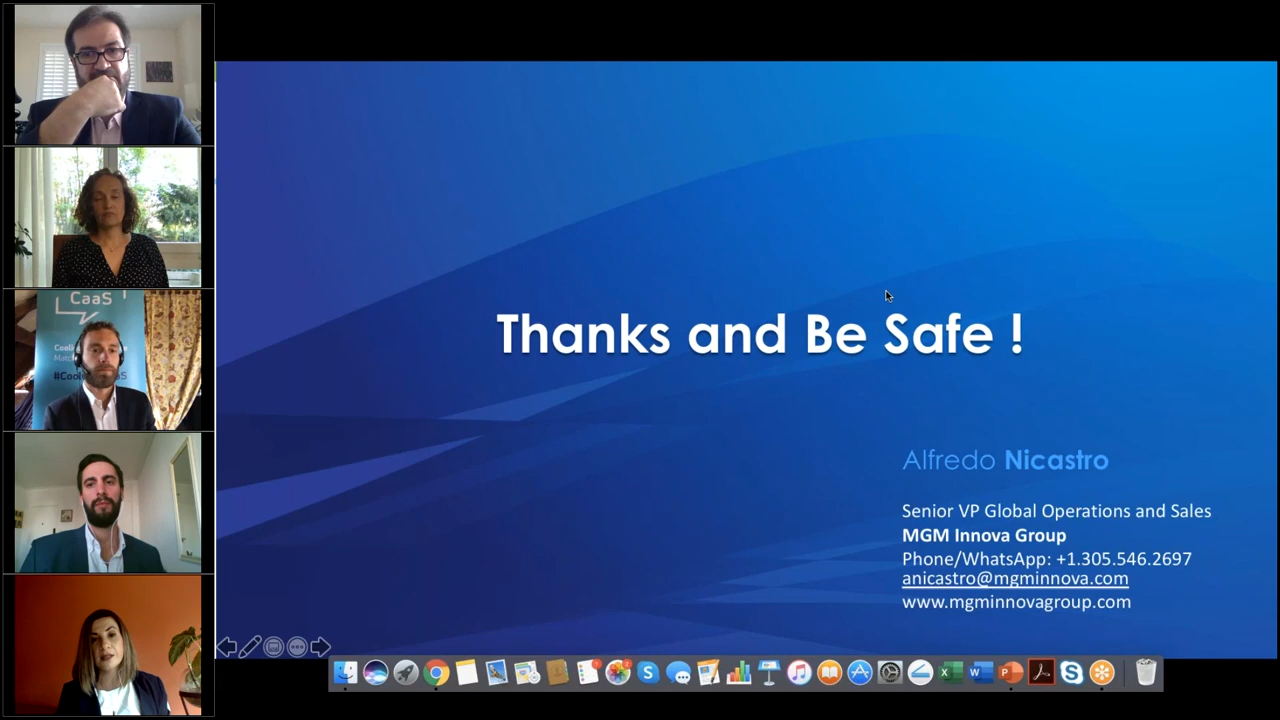 CaaS
Thanks and Be Safe !
Alfredo Nicastro
Senior VP Global Operations and Sales
MGM Innova Group
Phone/WhatsApp: +1.305.546.2697
anicastro@mgminnova.com
www.mgminnovagroup.com